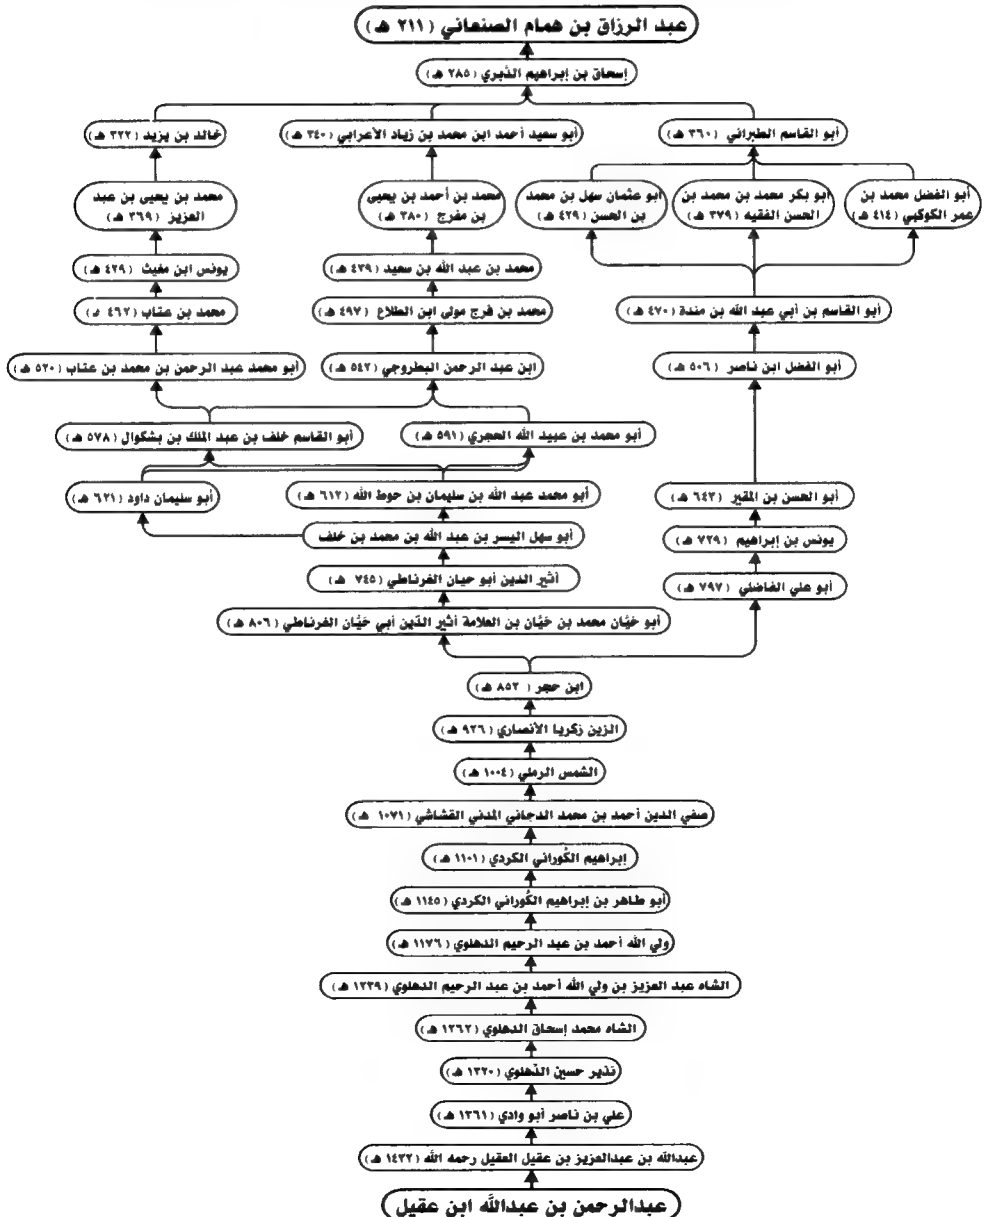 عبد الرزاق بن همام الصنعاني (٢١١ هـ)
إسحاق بن إبراهيم الدَّبري (٢٨٥ هـ)
أبو القاسم الطبراني (٣٦٠ هـ)
أبو سعيد أحمد ابن محمد بن زياد الأعرابي (٣٤٠ هـ)
خالد بن يزيد (٣٢٢ هـ)
أبو الفضل محمد بن
عمر الكوكبي (٤١٤ هـ)
أبو بكر محمد بن محمد بن
الحسن الفقيه (٣٧٩ هـ)
أبو عثمان سهل بن محمد
بن الحسن (٤٢٩ هـ)
محمد بن أحمد بن يحيى
بن مفرج (٣٨٠ هـ)
محمد بن يحيى بن عبد
العزيز (٣٦٩ هـ)
محمد بن عبد الله بن سعيد (٤٣٩ هـ)
يونس ابن مغيث (٤٢٩ هـ)
أبو القاسم بن أبي عبد الله بن مندة (٤٧٠ هـ)
محمد بن فرج مولى ابن الطلاع (٤٩٧ هـ)
محمد بن عتاب (٤٦٢ هـ)
أبو الفضل ابن ناصر (٥٠٦ هـ)
ابن عبد الرحمن البطروجي (٥٤٢ هـ)
أبو محمد عبد الرحمن بن محمد بن عتاب (٥٢٠ هـ)
أبو محمد بن عبيد الله الحجري (٥٩١ هـ)
أبو القاسم خلف بن عبد الملك بن بشكوال (٥٧٨ هـ)
أبو الحسن بن المقير (٦٤٣ هـ)
أبو محمد عبد الله بن سليمان بن حوط الله (٦١٢ هـ)
أبو سليمان داود (٦٢١ هـ)
يونس بن إبراهيم (٧٢٩ هـ)
أبو سهل اليسر بن عبد الله بن محمد بن خلف
أبو علي الفاضلي (٧٩٧ هـ)
أثير الدين أبو حيان الغرناطي (٧٤٥ هـ)
أبو حَيَّان محمد بن حَيَّان بن العلامة أثير الدّين أبي حَيَّان الغرناطي (٨٠٦ هـ)
ابن حجر (٨٥٢ هـ)
الزين زكريا الأنصاري (٩٢٦ هـ)
الشمس الرملي (١٠٠٤ هـ)
صفي الدين أحمد بن محمد الدجاني المدني القشاشي (١٠٧١ هـ)
إبراهيم الكُوراني الكردي (١١٠١ هـ)
أبو طاهر بن إبراهيم الكُوراني الكردي (١١٤٥ هـ)
ولي الله أحمد بن عبد الرحيم الدهلوي (١١٧٦ هـ)
الشاه عبد العزيز بن ولي الله أحمد بن عبد الرحيم الدهلوي (١٢٣٩ هـ)
الشاه محمد إسحاق الدهلوي (١٢٦٢ هـ)
نذير حسين الدّهلوي (١٣٢٠ هـ)
علي بن ناصر أبو وادي (١٣٦١ هـ)
عبدالله بن عبدالعزيز بن عقيل العقيل رحمه الله (١٤٣٢ هـ)
عبدالرحمن بن عبداللَّه ابن عقيل